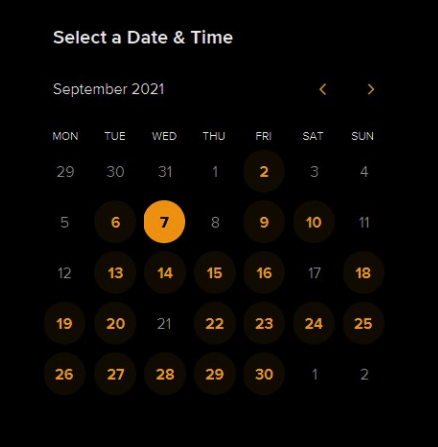 Select a Date & Time
September 2021
MON TUE WED THU FRI SAT SUN
29 30 31 1 2 3 4
5 6 7 8 9 10 11
12 13 14 15 16 17 18
19 20 21 22 23 24 25
26 27 28 29 30 1 2